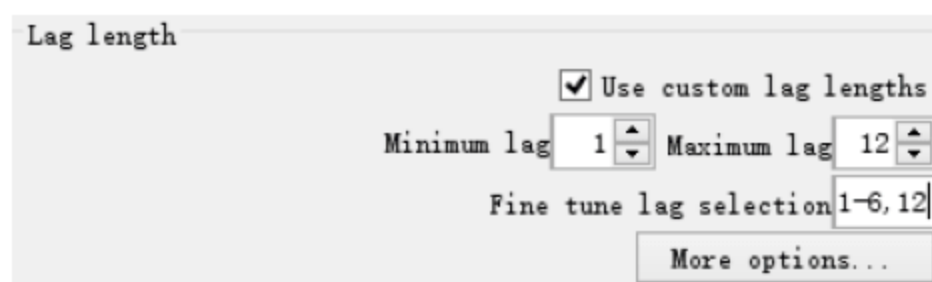 Lag length
Use custom lag lengths
Minimum lag 1 Maximum lag 12
Fine tune lag selection 1-6, 12
More options...